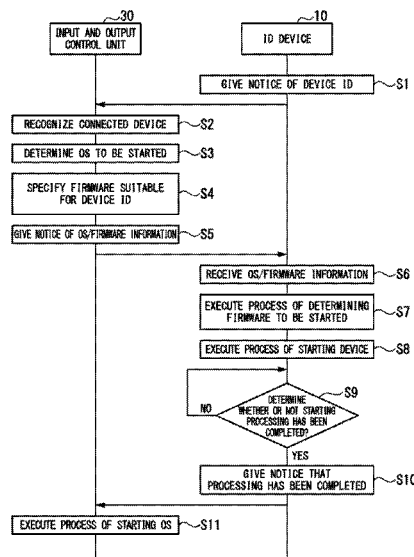 30
10
INPUT AND OUTPUT
CONTROL UNIT
ID DEVICE
GIVE NOTICE OF DEVICE ID
S1
RECOGNIZE CONNECTED DEVICE
S2
DETERMINE OS TO BE STARTED
S3
SPECIFY FIRMWARE SUITABLE
FOR DEVICE ID
S4
GIVE NOTICE OF OS/FIRMWARE INFORMATION
S5
RECEIVE OS/FIRMWARE INFORMATION
S6
EXECUTE PROCESS OF DETERMINING
FIRMWARE TO BE STARTED
S7
EXECUTE PROCESS OF STARTING DEVICE
S8
S9
DETERMINE
WHETHER OR NOT STARTING
PROCESSING HAS BEEN
COMPLETED?
NO
YES
GIVE NOTICE THAT
PROCESSING HAS BEEN COMPLETED
S10
EXECUTE PROCESS OF STARTING OS
S11